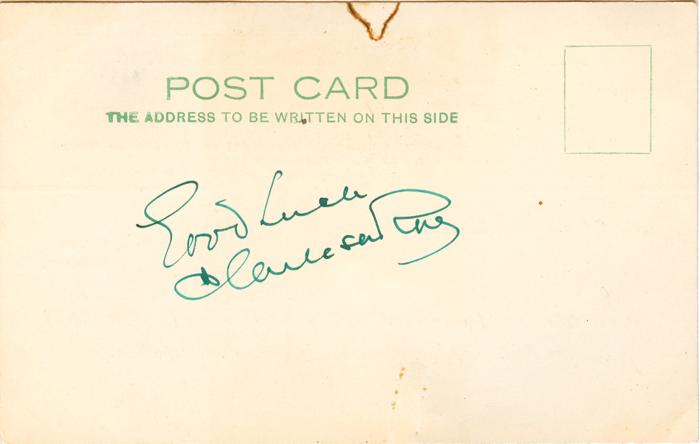 POST CARD
THE ADDRESS TO BE WRITTEN ON THIS SIDE
Good Luck